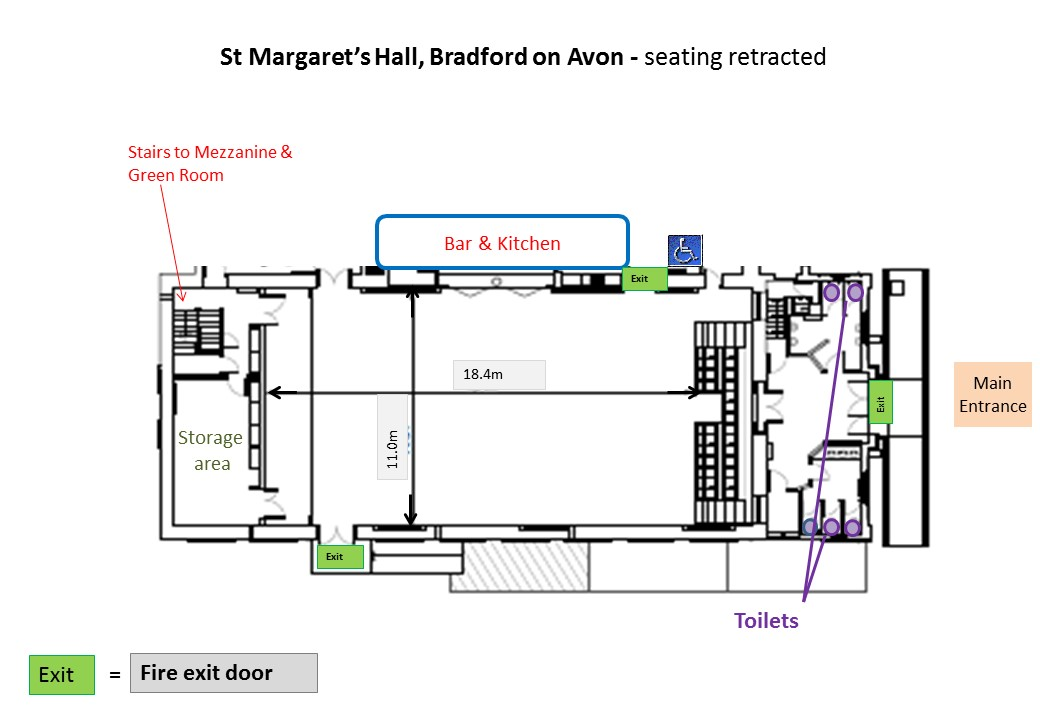 St Margaret's Hall, Bradford on Avon - seating retracted
Stairs to Mezzanine &
Green Room
Bar & Kitchen
Exit
18.4m
Main
Entrance
Exit
Storage
area
11.0m
Exit
Toilets
Exit = Fire exit door